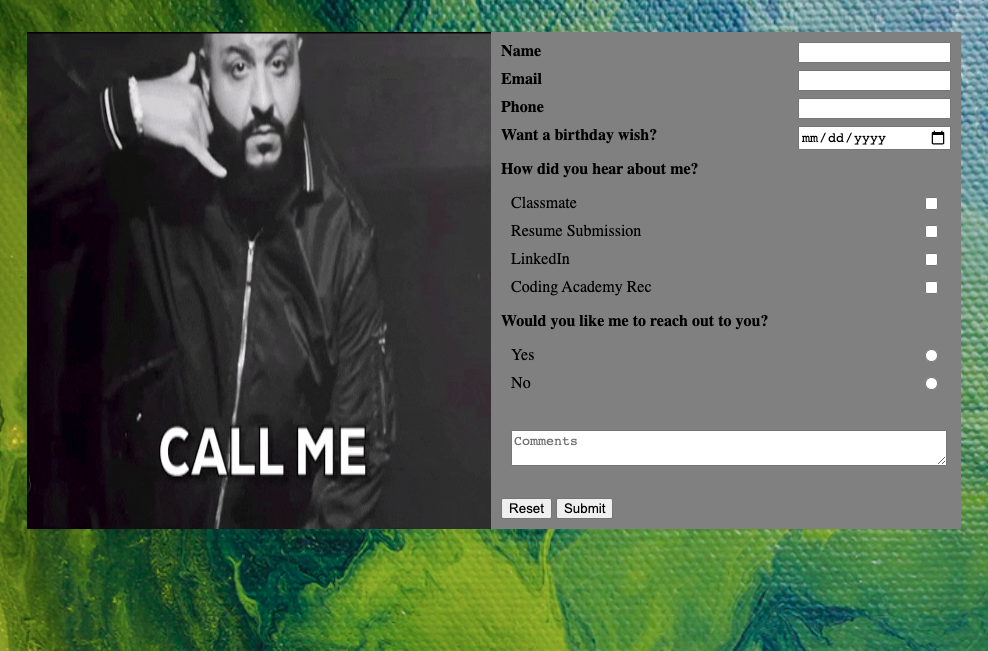 CALL ME
Name
Email
Phone
Want a birthday wish?
mm/dd/yyyy
How did you hear about me?
Classmate
Resume Submission
LinkedIn
Coding Academy Rec
Would you like me to reach out to you?
Yes
No
Comments
Reset Submit